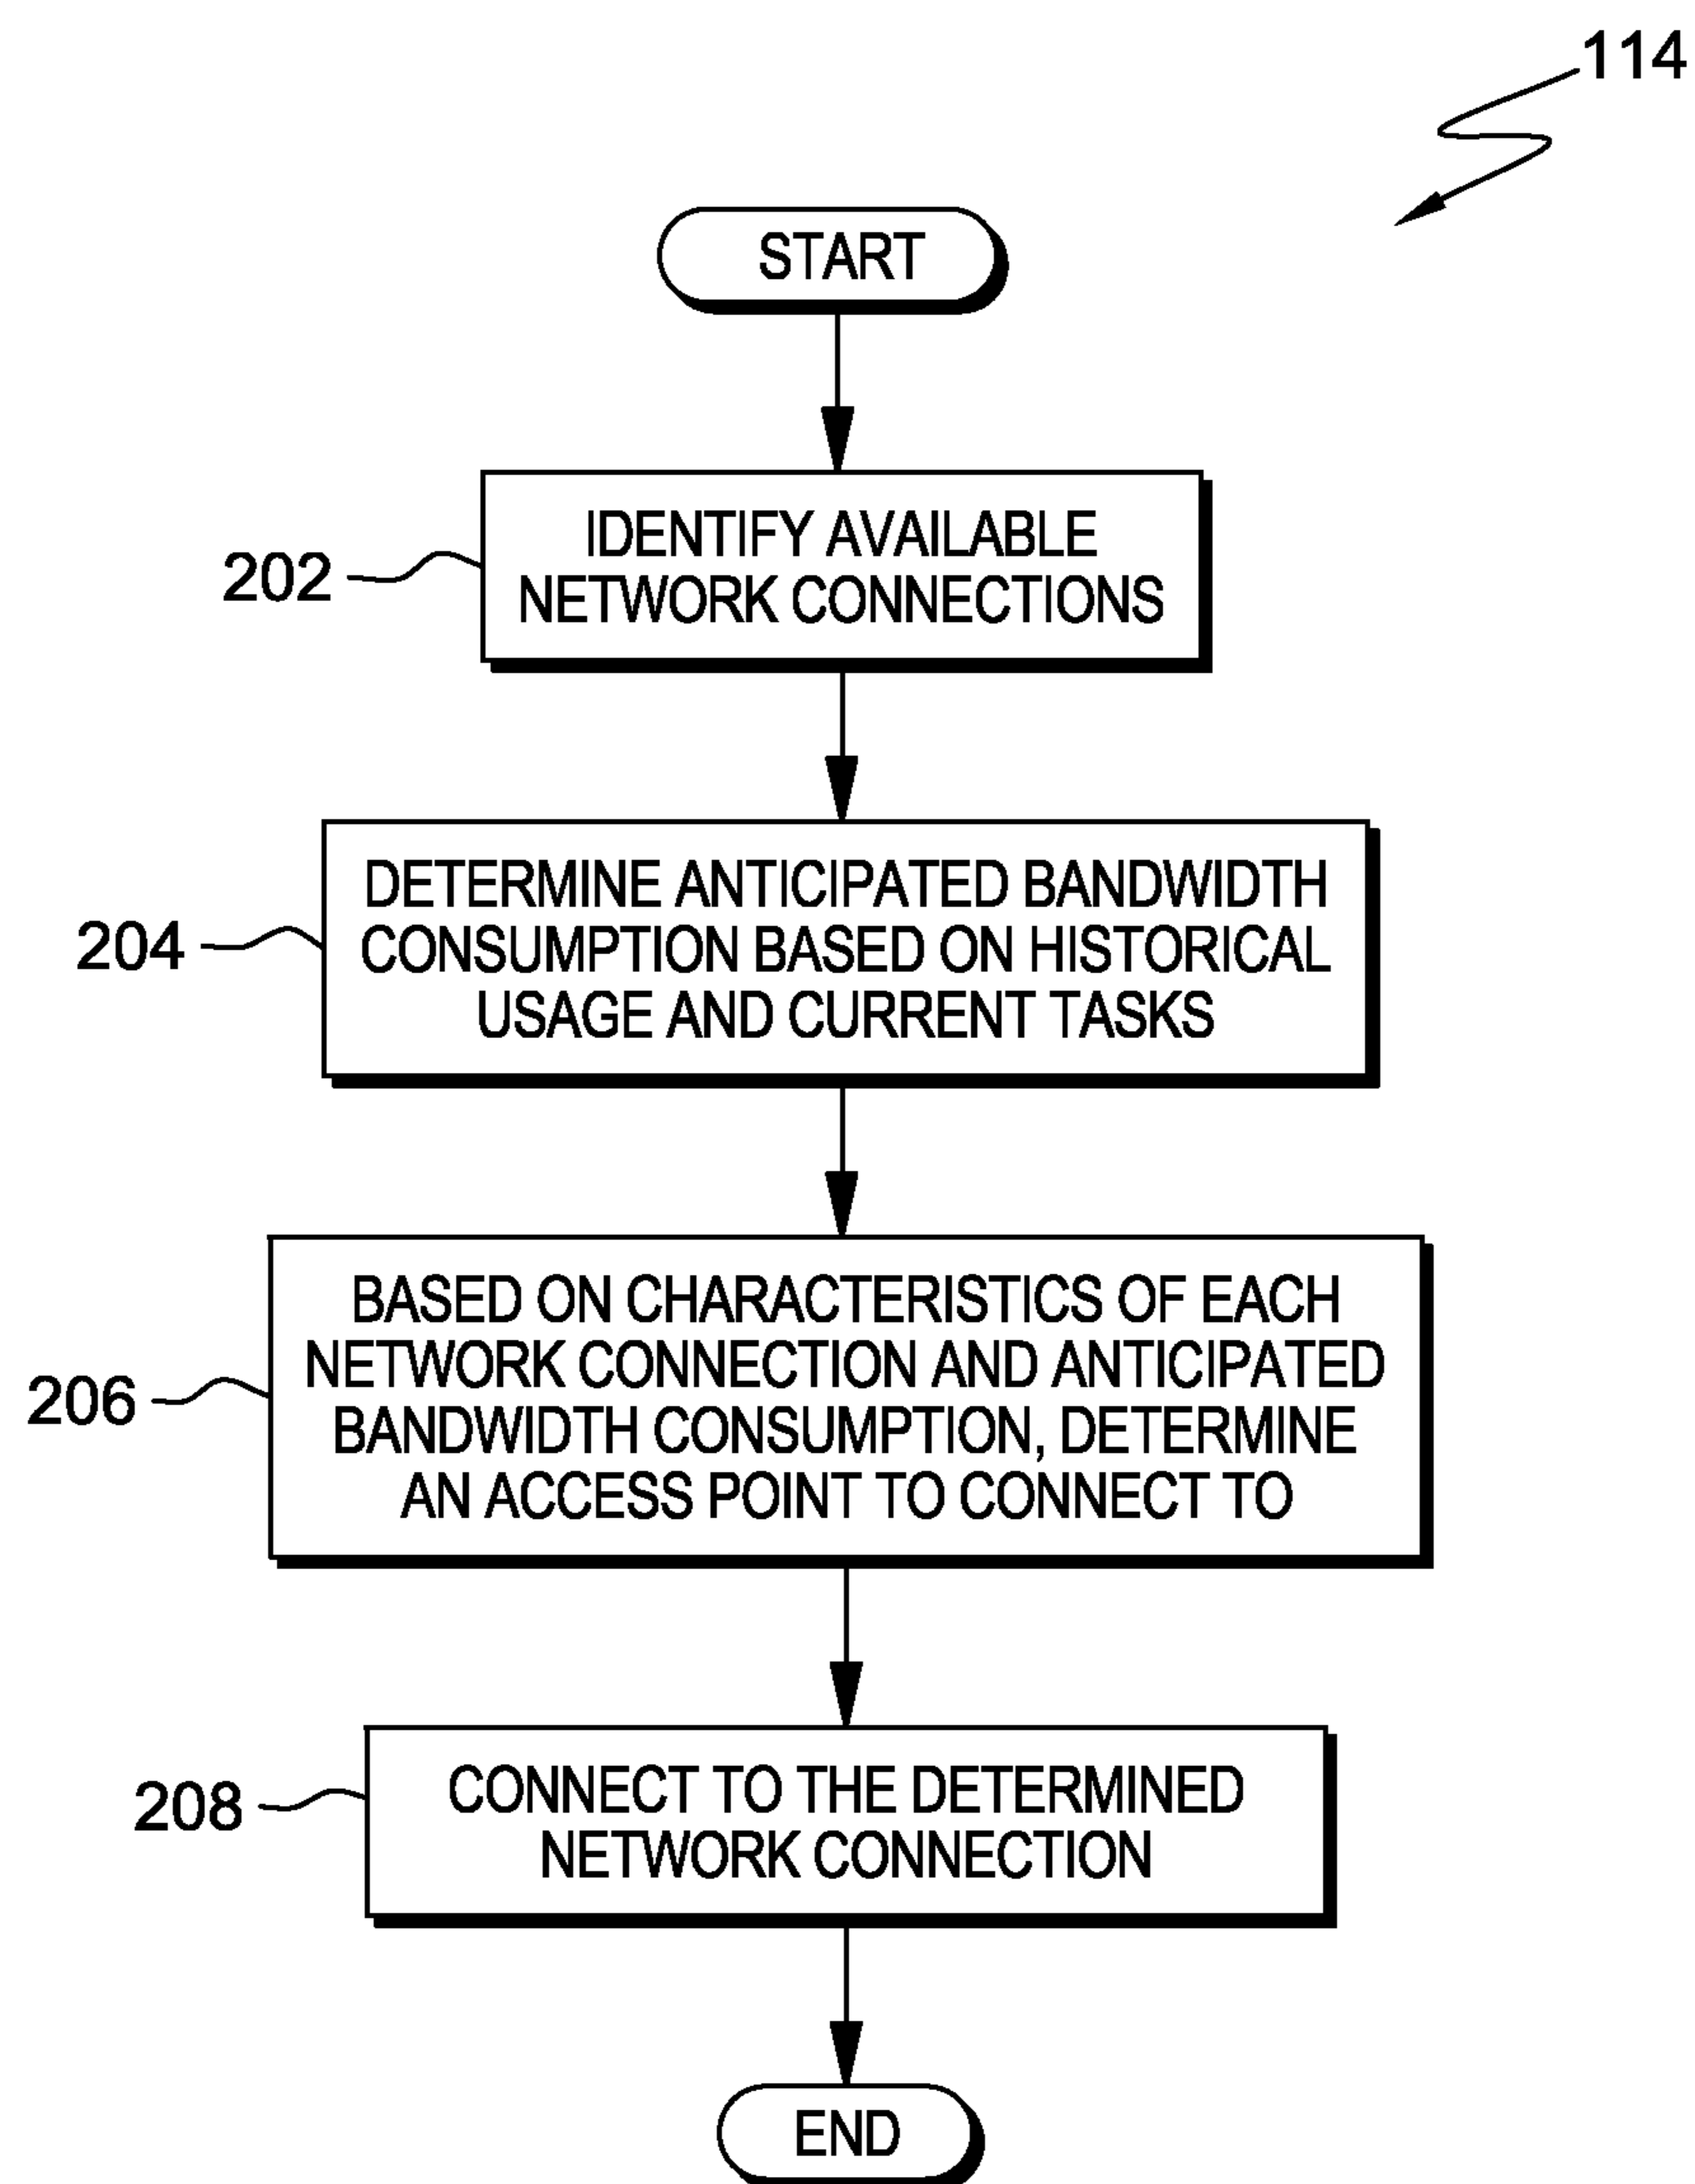 114
START
202
IDENTIFY AVAILABLE
NETWORK CONNECTIONS
204
DETERMINE ANTICIPATED BANDWIDTH
CONSUMPTION BASED ON HISTORICAL
USAGE AND CURRENT TASKS
206
BASED ON CHARACTERISTICS OF EACH
NETWORK CONNECTION AND ANTICIPATED
BANDWIDTH CONSUMPTION, DETERMINE
AN ACCESS POINT TO CONNECT TO
208
CONNECT TO THE DETERMINED
NETWORK CONNECTION
END